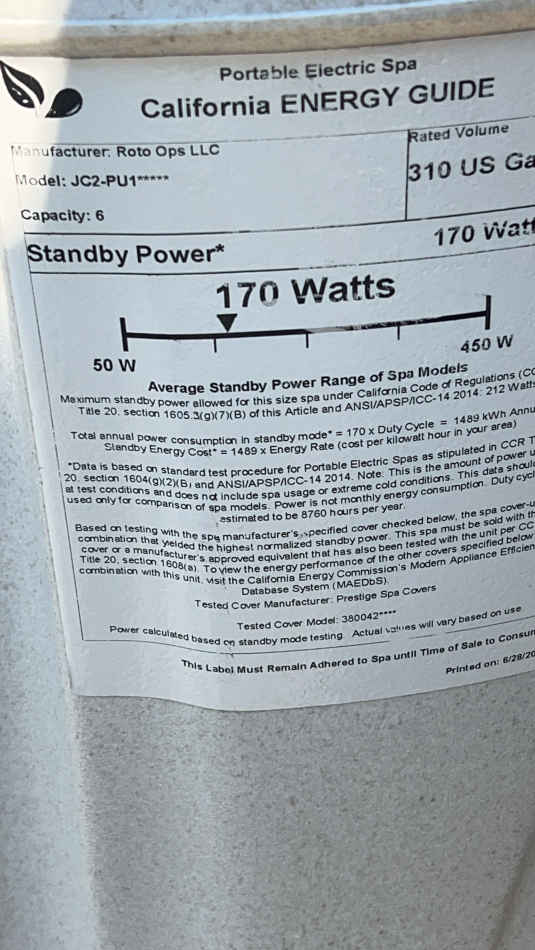 Portable Electric Spa
California ENERGY GUIDE
Manufacturer: Roto Ops LLC
Rated Volume
Model: JC2-PU1*****
310 US Ga
Capacity: 6
Standby Power*
170 Watt
170 Watts
50 W
450 W
Average Standby Power Range of Spa Models
Maximum standby power allowed for this size spa under California Code of Regulations (CC
Title 20, section 1605.3(g)(7)(B) of this Article and ANSI/APSP/ICC-14 2014: 212 Watts
Total annual power consumption in standby mode* = 170 x Duty Cycle = 1489 kWh Annu
Standby Energy Cost* = 1489 x Energy Rate (cost per kilowatt hour in your area)
*Data is based on standard test procedure for Portable Electric Spas as stipulated in CCR T
20, section 1604(g)(2)(B) and ANSI/APSP/ICC-14 2014. Note: This is the amount of power u
at test conditions and does not include spa usage or extreme cold conditions. This data shoul
used only for comparison of spa models. Power is not monthly energy consumption. Duty cycl
estimated to be 8760 hours per year.
Based on testing with the spa manufacturer's specified cover checked below, the spa cover-u
combination that yeilded the highest normalized standby power. This spa must be sold with th
cover or a manufacturer's approved equivalent that has also been tested with the unit per CC
Title 20, section 1608(a). To view the energy performance of the other covers specified below
combination with this unit, visit the California Energy Commission's Modern Appliance Efficien
Database System (MAEDbS).
Tested Cover Manufacturer: Prestige Spa Covers
Tested Cover Model: 380042****
Power calculated based on standby mode testing. Actual values will vary based on use
This Label Must Remain Adhered to Spa until Time of Sale to Consum
Printed on: 6/28/20